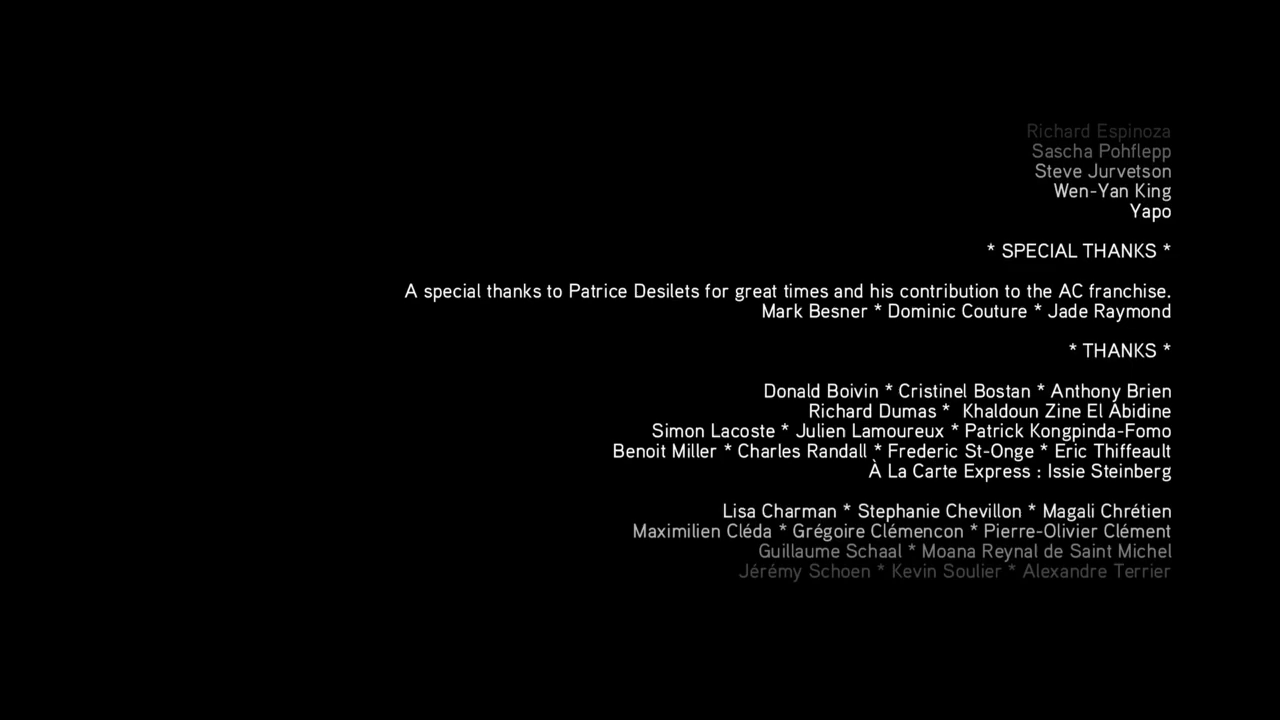 Richard Espinoza
Sascha Pohflepp
Steve Jurvetson
Wen-Yan King
Yapo
* SPECIAL THANKS *
A special thanks to Patrice Desilets for great times and his contribution to the AC franchise.
Mark Besner * Dominic Couture * Jade Raymond
* THANKS *
Donald Boivin * Cristinel Bostan * Anthony Brien
Richard Dumas *  Khaldoun Zine El Abidine
Simon Lacoste * Julien Lamoureux * Patrick Kongpinda-Fomo
Benoit Miller * Charles Randall * Frederic St-Onge * Eric Thiffeault
À La Carte Express : Issie Steinberg
Lisa Charman * Stephanie Chevillon * Magali Chrétien
Maximilien Cléda * Grégoire Clémencon * Pierre-Olivier Clément
Guillaume Schaal * Moana Reynal de Saint Michel
Jérémy Schoen * Kevin Soulier * Alexandre Terrier